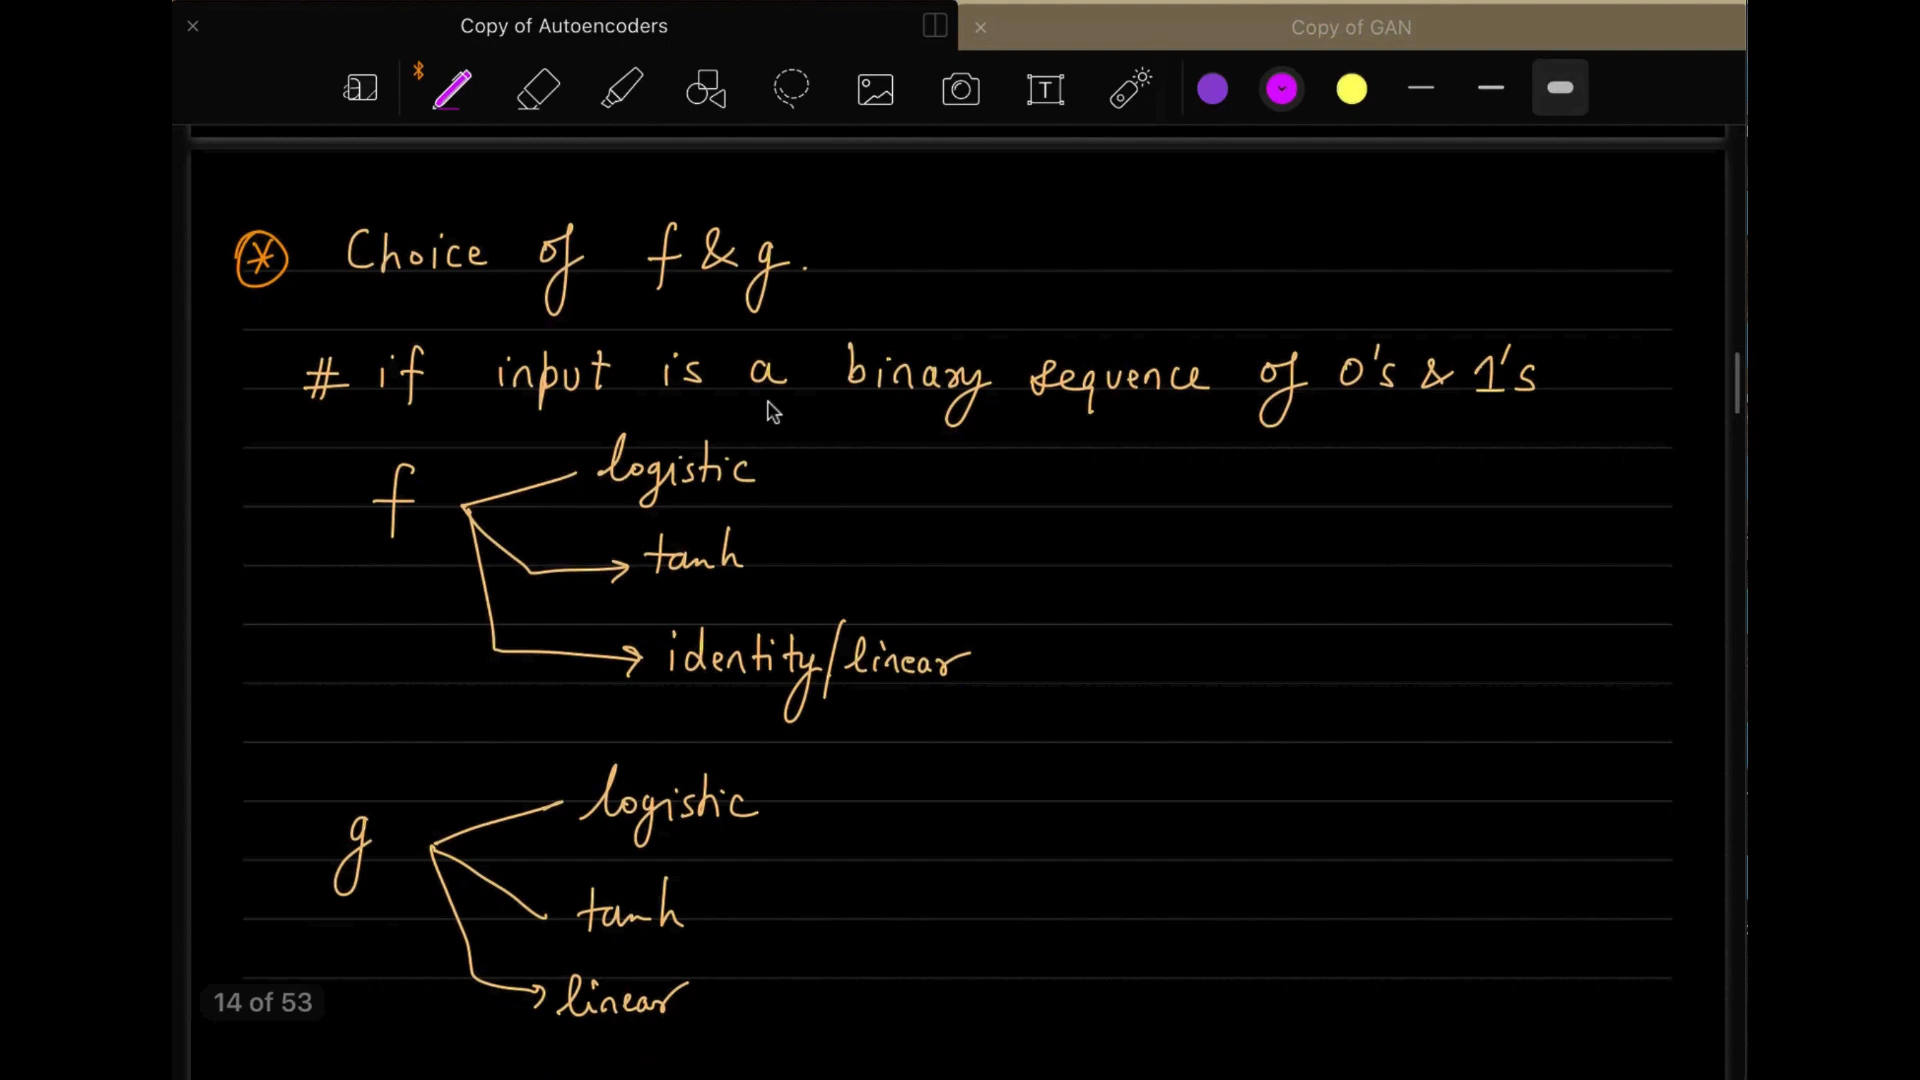 Copy of Autoencoders
Copy of GAN
T
Choice of f & g.
# if input is a binary sequence of 0's & 1's
f
logistic
tanh
identity/linear
g
logistic
tanh
linear
14 of 53